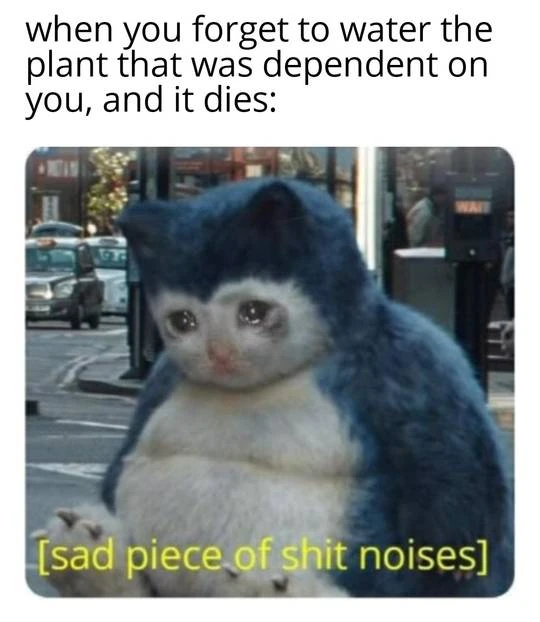 when you forget to water the
plant that was dependent on
you, and it dies:
WAIT
[sad piece of shit noises]